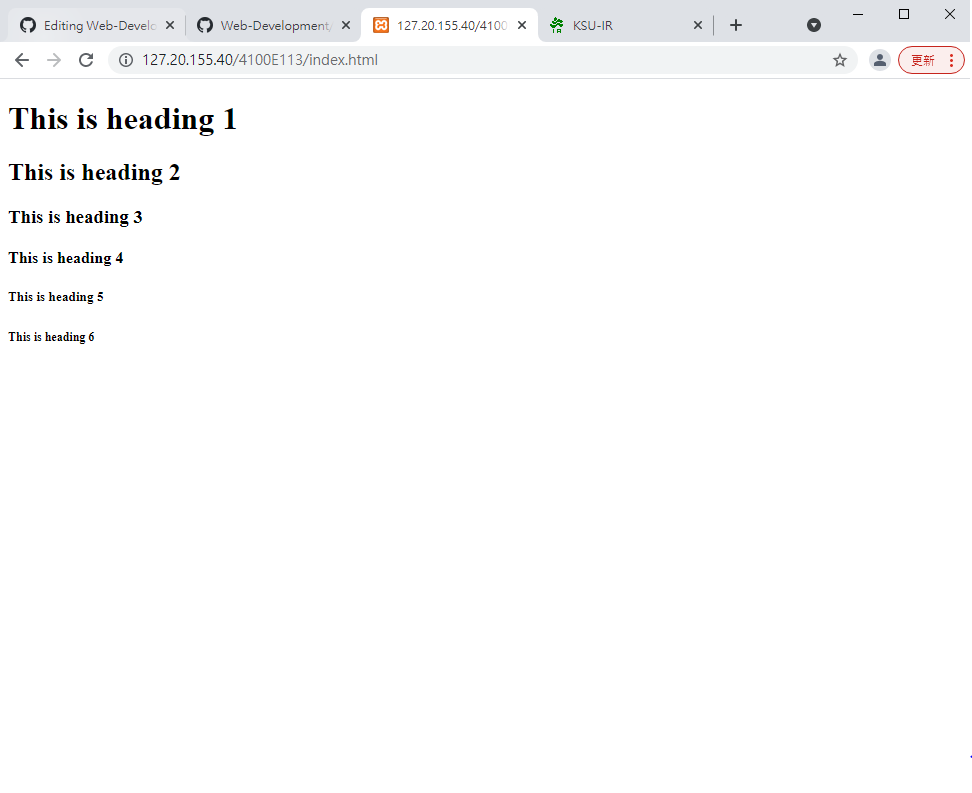 Editing Web-Develo
Web-Development/
127.20.155.40/4100
KSU-IR
127.20.155.40/4100E113/index.html
更新
This is heading 1
This is heading 2
This is heading 3
This is heading 4
This is heading 5
This is heading 6